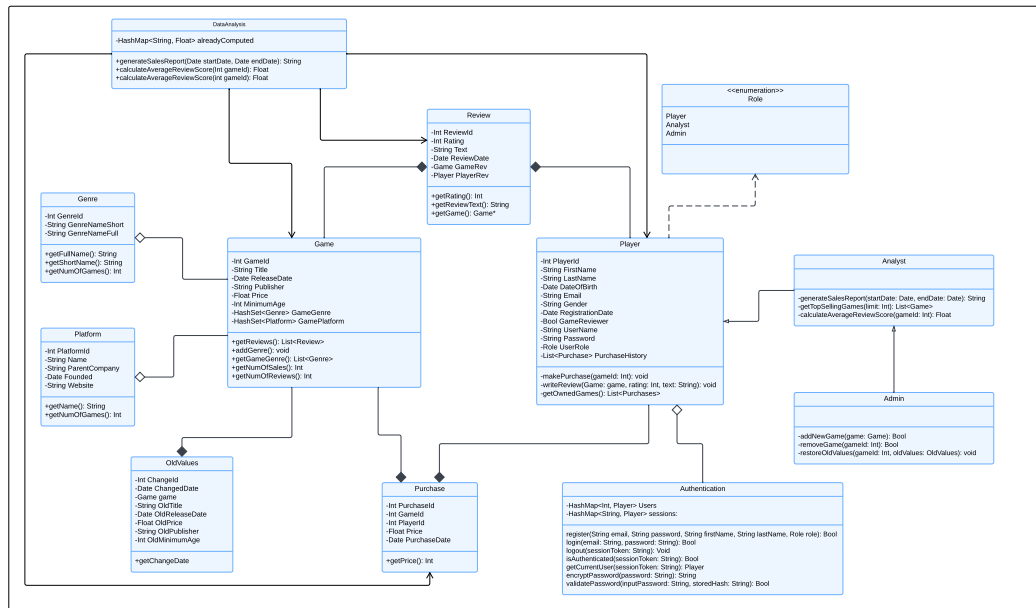 DataAnalysis
-HashMap<String, Float> alreadyComputed
+generateSalesReport(Date startDate, Date endDate): String
+calculateAverageReviewScore(Int gameId): Float
+calculateAverageReviewScore(int gameId): Float
<<enumeration>>
Role
Player
Analyst
Admin
Review
-Int ReviewId
-Int Rating
-String Text
-Date ReviewDate
-Game GameRev
-Player PlayerRev
+getRating(): Int
+getReviewText(): String
+getGame(): Game*
Genre
-Int GenreId
-String GenreNameShort
-String GenreNameFull
+getFullName(): String
+getShortName(): String
+getNumOfGames(): Int
Game
-Int GameId
-String Title
-Date ReleaseDate
-String Publisher
-Float Price
-Int MinimumAge
-HashSet<Genre> GameGenre
-HashSet<Platform> GamePlatform
+getReviews(): List<Review>
+addGenre(): void
+getGameGenre(): List<Genre>
+getNumOfSales(): Int
+getNumOfReviews(): Int
Player
-Int PlayerId
-String FirstName
-String LastName
-Date DateOfBirth
-String Email
-String Gender
-Date RegistrationDate
-Bool GameReviewer
-String UserName
-String Password
-Role UserRole
-List<Purchase> PurchaseHistory
-makePurchase(gameId: Int): void
-writeReview(Game: game, rating: Int, text: String): void
-getOwnedGames(): List<Purchases>
Analyst
-generateSalesReport(startDate: Date, endDate: Date): String
-getTopSellingGames(limit: Int): List<Game>
-calculateAverageReviewScore(gameId: Int): Float
Platform
-Int PlatformId
-String Name
-String ParentCompany
-Date Founded
-String Website
+getName(): String
+getNumOfGames(): Int
Admin
-addNewGame(game: Game): Bool
-removeGame(gameId: Int): Bool
-restoreOldValues(gameId: Int, oldValues: OldValues): void
OldValues
-Int ChangeId
-Date ChangedDate
-Game game
-String OldTitle
-Date OldReleaseDate
-Float OldPrice
-String OldPublisher
-Int OldMinimumAge
+getChangeDate
Purchase
-Int PurchaseId
-Int GameId
-Int PlayerId
-Float Price
-Date PurchaseDate
+getPrice(): Int
Authentication
-HashMap<Int, Player> Users
-HashMap<String, Player> sessions:
register(String email, String password, String firstName, String lastName, Role role): Bool
login(email: String, password: String): Bool
logout(sessionToken: String): Void
isAuthenticated(sessionToken: String): Bool
getCurrentUser(sessionToken: String): Player
encryptPassword(password: String): String
validatePassword(inputPassword: String, storedHash: String): Bool